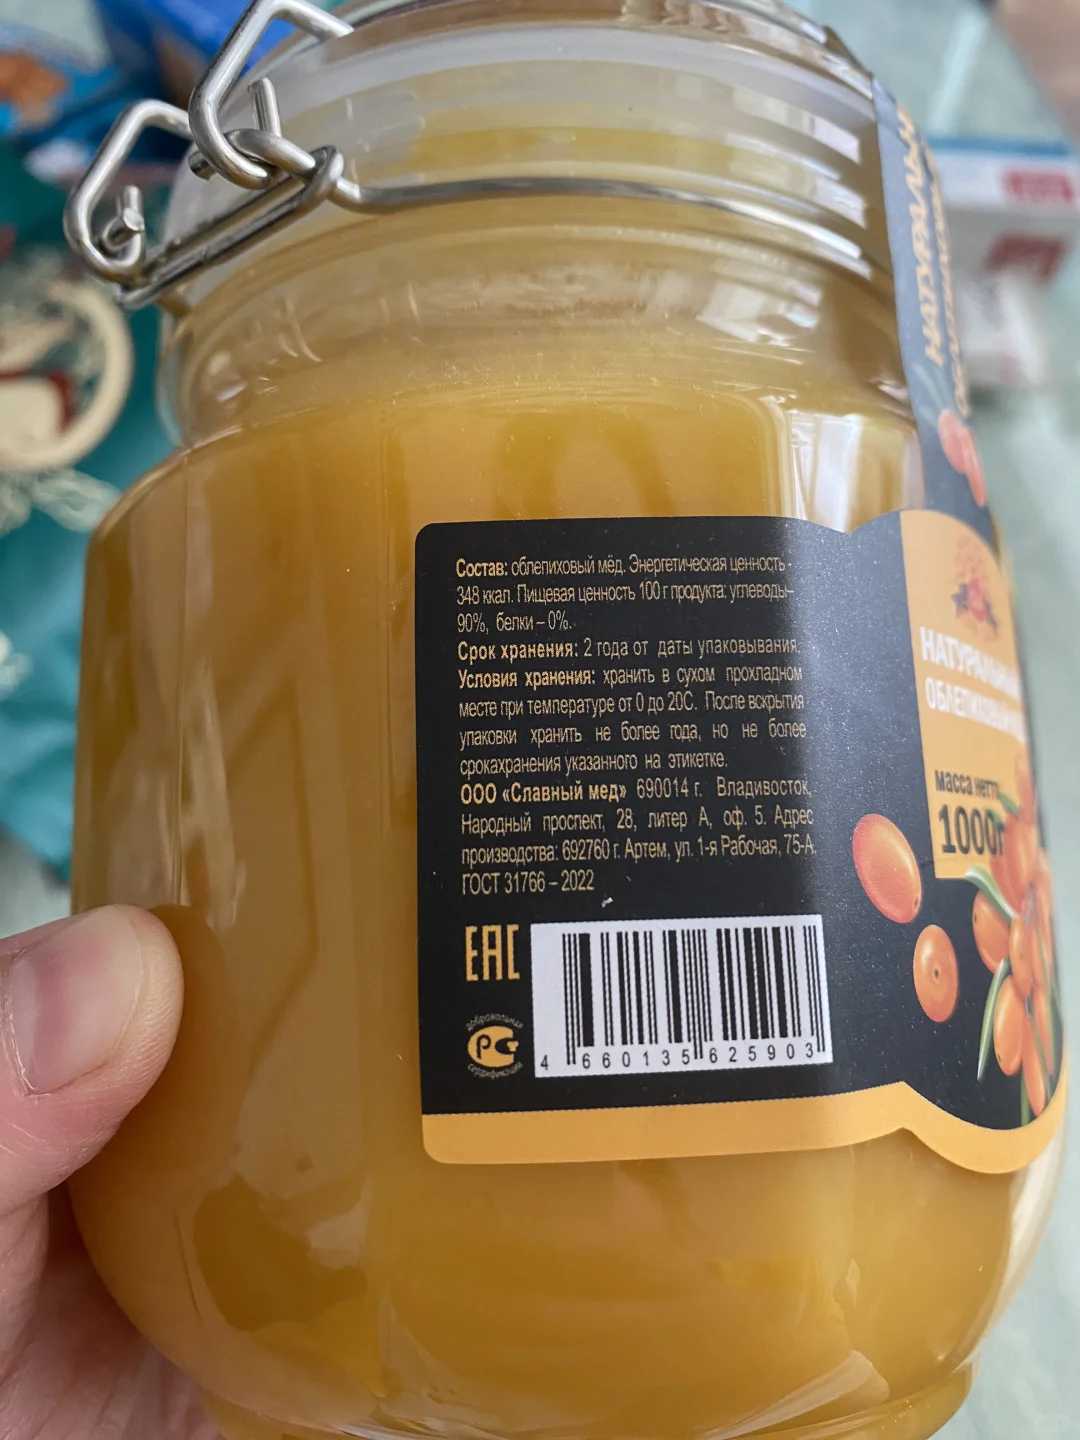 Состав: облепиховый мёд. Энергетическая ценность -
348 ккал. Пищевая ценность 100 г продукта: углеводы–
90%, белки – 0%.
Срок хранения: 2 года от даты упаковывания.
Условия хранения: хранить в сухом прохладном
месте при температуре от 0 до 20С. После вскрытия
упаковки хранить не более года, но не более
срокахранения указанного на этикетке.
ООО «Славный мед» 690014 г. Владивосток,
Народный проспект, 28, литер А, оф. 5. Адрес
производства: 692760 г. Артем, ул. 1-я Рабочая, 75-А.
ГОСТ 31766 – 2022
ЕАС
добровольная
РС
сертификация
4 660135 625903
масса нетто
1000г